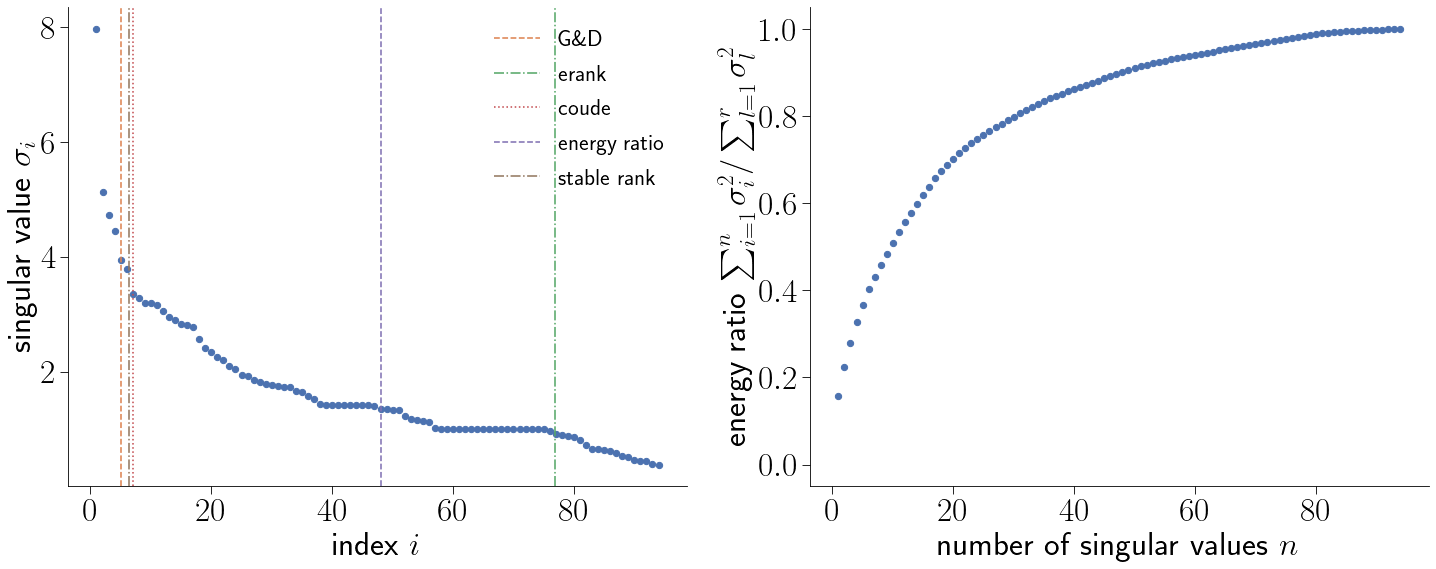 8
6
4
2
0
20
40
60
80
singular value σ_i
index i
G&D
erank
coude
energy ratio
stable rank
1.0
0.8
0.6
0.4
0.2
0.0
0
20
40
60
80
energy ratio ∑_{i=1}^{n} σ_i^2 / ∑_{l=1}^{r} σ_l^2
number of singular values n